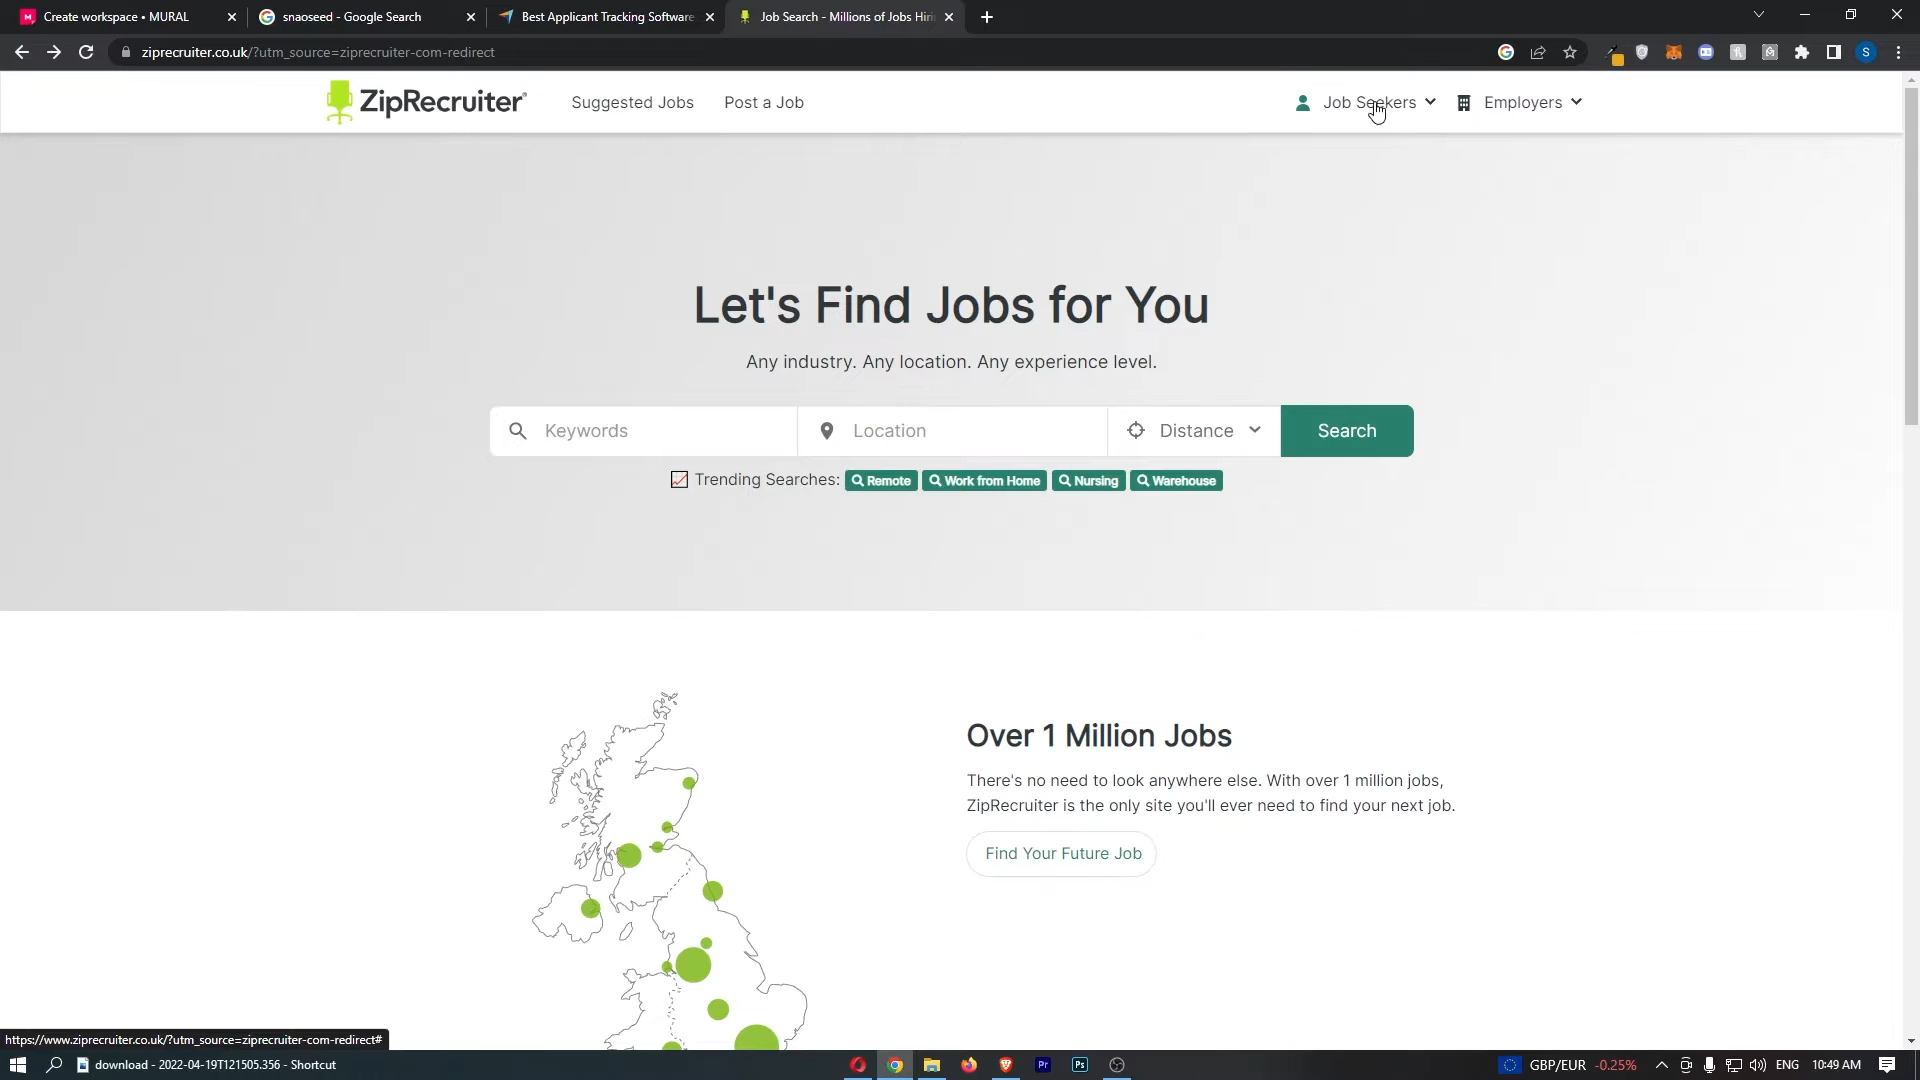 Create workspace • MURAL
snaoseed - Google Search
Best Applicant Tracking Software
Job Search - Millions of Jobs Hiri
ziprecruiter.co.uk/?utm_source=ziprecruiter-com-redirect
S
ZipRecruiter
Suggested Jobs
Post a Job
Job Seekers
Employers
Let's Find Jobs for You
Any industry. Any location. Any experience level.
Keywords
Location
Distance
Search
Trending Searches: Remote Work from Home Nursing Warehouse
Over 1 Million Jobs
There's no need to look anywhere else. With over 1 million jobs,
ZipRecruiter is the only site you'll ever need to find your next job.
Find Your Future Job
https://www.ziprecruiter.co.uk/?utm_source=ziprecruiter-com-redirect#
download - 2022-04-19T121505.356 - Shortcut
Pr
Ps
GBP/EUR -0.25%
ENG
10:49 AM